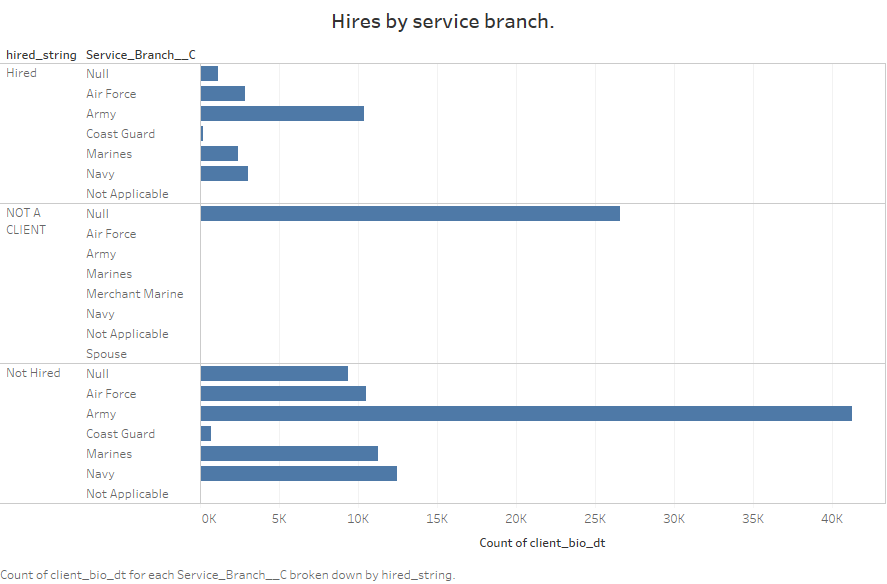 Hires by service branch.
hired_string Service_Branch__C
Hired Null
Air Force
Army
Coast Guard
Marines
Navy
Not Applicable
NOT A CLIENT Null
Air Force
Army
Marines
Merchant Marine
Navy
Not Applicable
Spouse
Not Hired Null
Air Force
Army
Coast Guard
Marines
Navy
Not Applicable
0K 5K 10K 15K 20K 25K 30K 35K 40K
Count of client_bio_dt
Count of client_bio_dt for each Service_Branch__C broken down by hired_string.